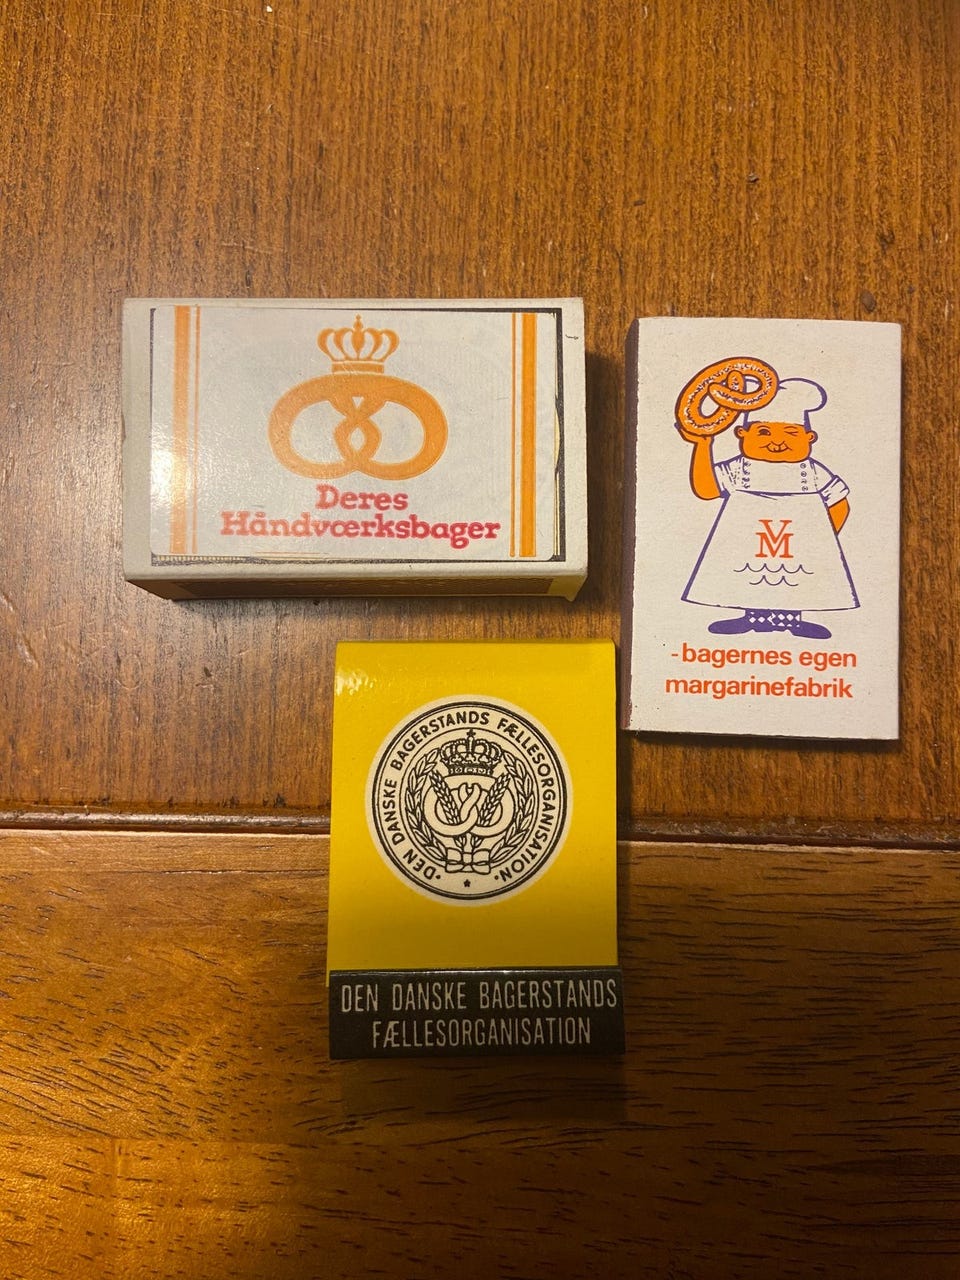 Deres
Håndværksbager
VM
-bagernes egen
margarinefabrik
· DEN DANSKE BAGERSTANDS FÆLLESORGANISATION ·
DEN DANSKE BAGERSTANDS
FÆLLESORGANISATION